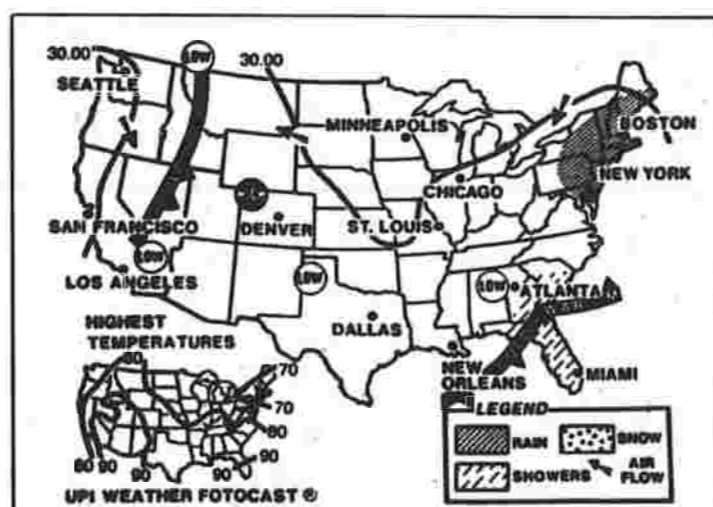 30.00
LOW
30.00
SEATTLE
MINNEAPOLIS
BOSTON
NEW YORK
CHICAGO
SAN FRANCISCO
DENVER
ST. LOUIS
LOW
LOS ANGELES
LOW
LOW
ATLANTA
DALLAS
HIGHEST
TEMPERATURES
NEW
ORLEANS
MIAMI
80
70
70
80
90
80 90
90
90
LEGEND
RAIN
SNOW
SHOWERS
AIR
FLOW
UPI WEATHER FOTOCAST ®